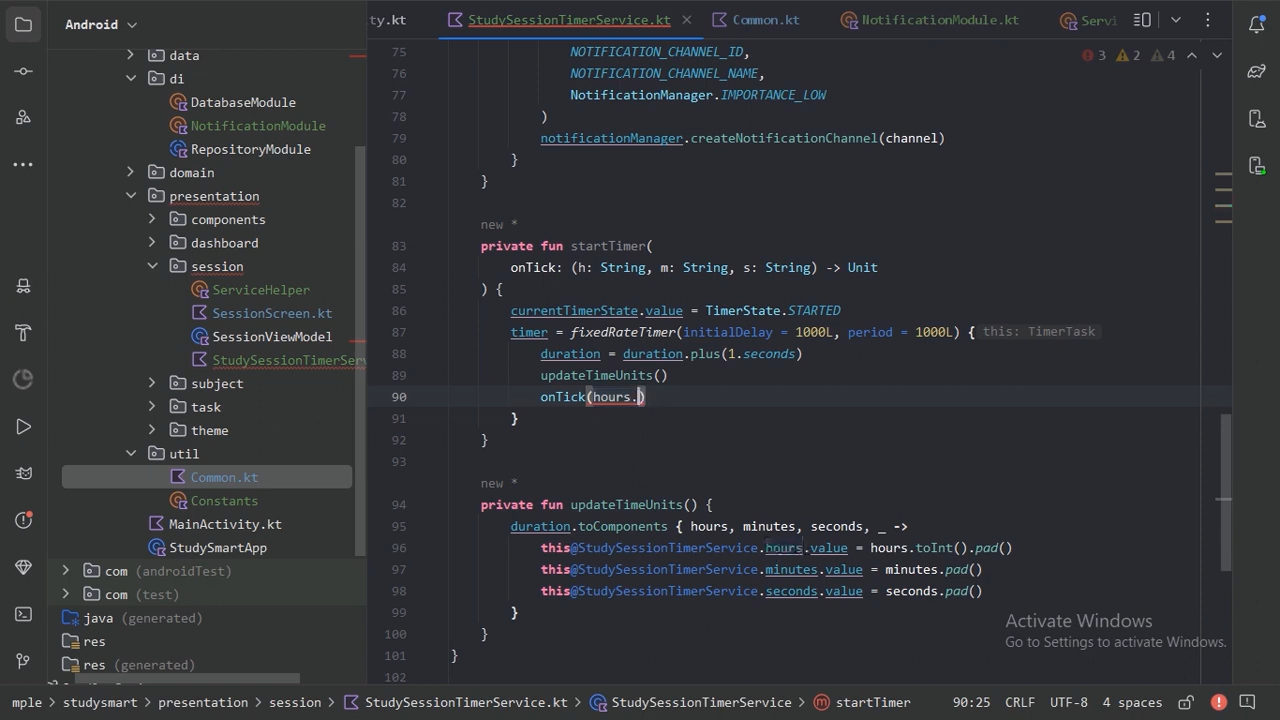 Android
ty.kt
StudySessionTimerService.kt
Common.kt
NotificationModule.kt
Servi
3 2 4
data
di
DatabaseModule
NotificationModule
RepositoryModule
domain
presentation
components
dashboard
session
ServiceHelper
SessionScreen.kt
SessionViewModel
StudySessionTimerServ
subject
task
theme
util
Common.kt
Constants
MainActivity.kt
StudySmartApp
com (androidTest)
com (test)
java (generated)
res
res (generated)
75 NOTIFICATION_CHANNEL_ID,
76 NOTIFICATION_CHANNEL_NAME,
77 NotificationManager.IMPORTANCE_LOW
78 )
79 notificationManager.createNotificationChannel(channel)
80 }
81 }
82
new *
83 private fun startTimer(
84 onTick: (h: String, m: String, s: String) -> Unit
85 ) {
86 currentTimerState.value = TimerState.STARTED
87 timer = fixedRateTimer(initialDelay = 1000L, period = 1000L) { this: TimerTask
88 duration = duration.plus(1.seconds)
89 updateTimeUnits()
90 onTick(hours.)
91 }
92 }
93
new *
94 private fun updateTimeUnits() {
95 duration.toComponents { hours, minutes, seconds, _ ->
96 this@StudySessionTimerService.hours.value = hours.toInt().pad()
97 this@StudySessionTimerService.minutes.value = minutes.pad()
98 this@StudySessionTimerService.seconds.value = seconds.pad()
99 }
100 }
101 }
102
Activate Windows
Go to Settings to activate Windows.
mple > studysmart > presentation > session > StudySessionTimerService.kt > StudySessionTimerService > startTimer
90:25 CRLF UTF-8 4 spaces